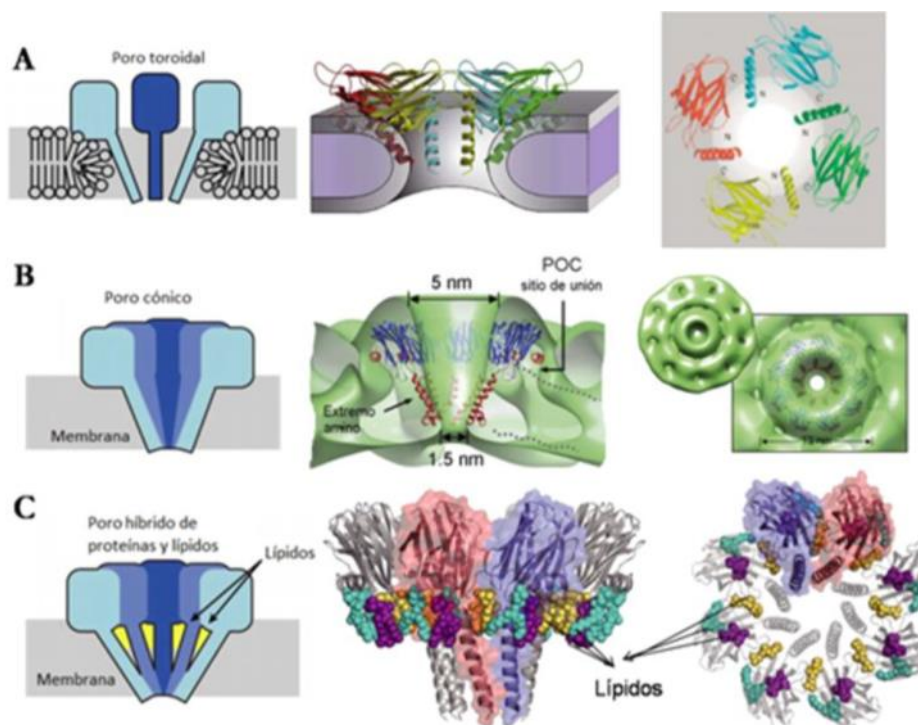 A
Poro toroidal
N
C
N
C
N
C
N
C
B
Poro cónico
Membrana
5 nm
POC
sitio de unión
Extremo
amino
1.5 nm
C
Poro híbrido de
proteínas y lípidos
Lípidos
Membrana
Lípidos